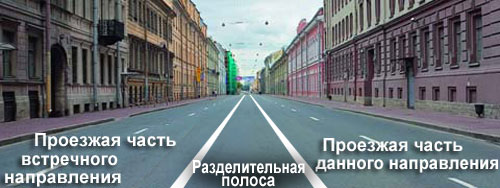 Проезжая часть
встречного
направления
Разделительная
полоса
Проезжая часть
данного направления